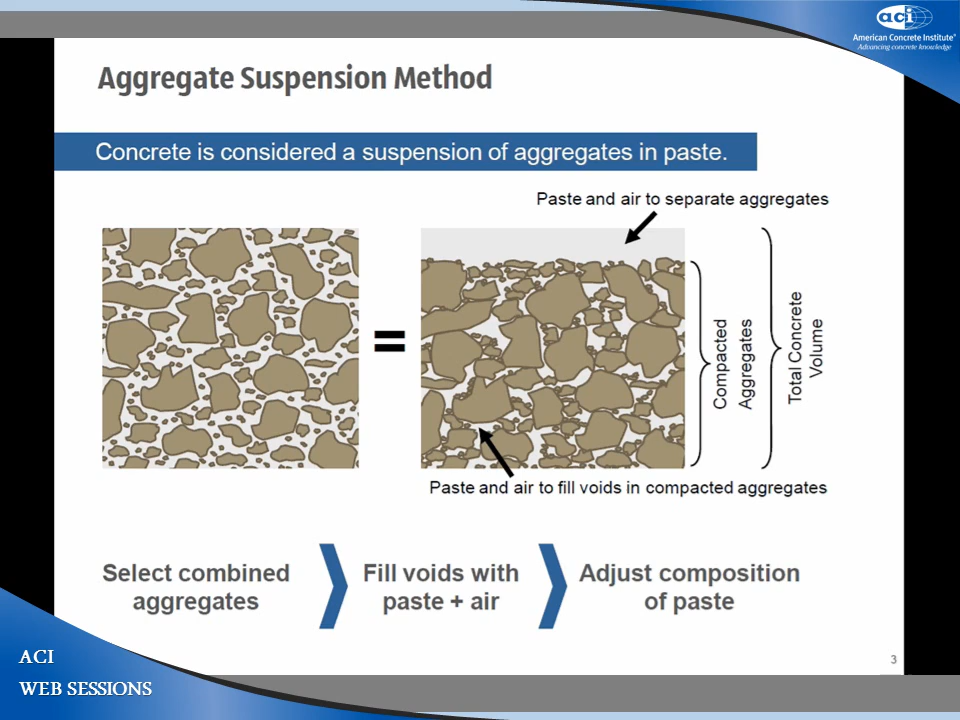 aci
American Concrete Institute®
Advancing concrete knowledge
Aggregate Suspension Method
Concrete is considered a suspension of aggregates in paste.
Paste and air to separate aggregates
=
Compacted
Aggregates
Total Concrete
Volume
Paste and air to fill voids in compacted aggregates
Select combined
aggregates
Fill voids with
paste + air
Adjust composition
of paste
3
ACI
WEB SESSIONS